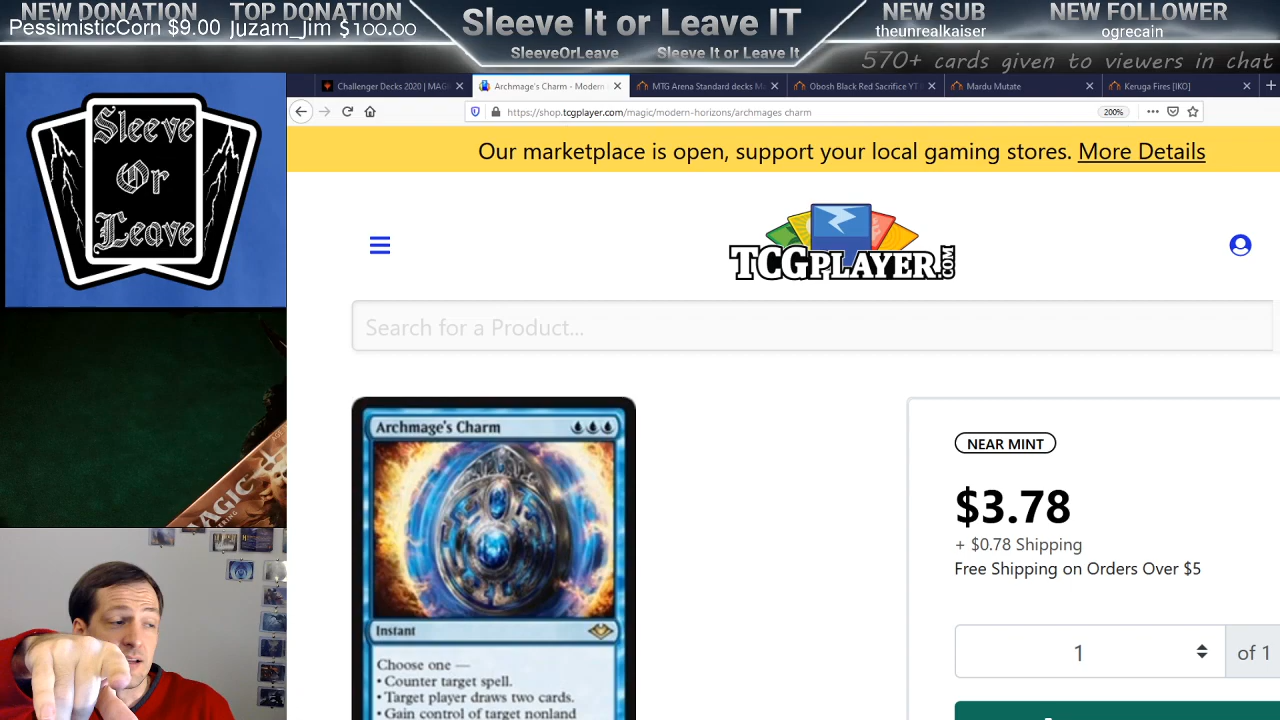 NEW DONATION
PessimisticCorn $9.00
TOP DONATION
Juzam_Jim $100.00
Sleeve It or Leave IT
SleeveOrLeave
Sleeve It or Leave It
NEW SUB
theunrealkaiser
NEW FOLLOWER
ogrecain
570+ cards given to viewers in chat
Challenger Decks 2020 | MAG
Archmage's Charm - Modern
MTG Arena Standard decks Ma
Obosh Black Red Sacrifice YT
Mardu Mutate
Keruga Fires [IKO]
https://shop.tcgplayer.com/magic/modern-horizons/archmages charm
200%
Our marketplace is open, support your local gaming stores. More Details
Sleeve
Or
Leave
TCGPLAYER.COM
Search for a Product...
MAGIC
Archmage's Charm
Instant
Choose one —
• Counter target spell.
• Target player draws two cards.
• Gain control of target nonland
NEAR MINT
$3.78
+ $0.78 Shipping
Free Shipping on Orders Over $5
1
of 1